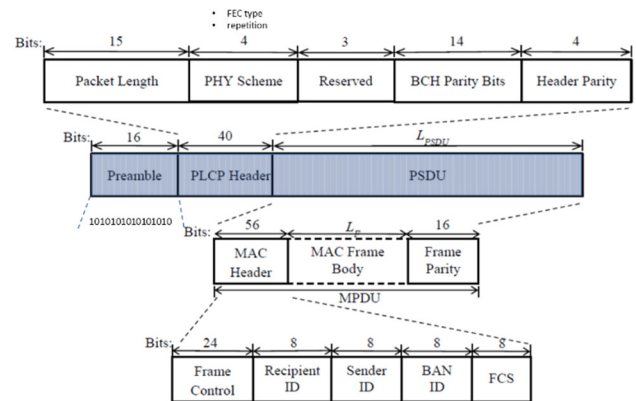 • FEC type
• repetition
Bits: 15 4 3 14 4
Packet Length PHY Scheme Reserved BCH Parity Bits Header Parity
Bits: 16 40 L_PSDU
Preamble PLCP Header PSDU
1010101010101010
Bits: 56 L_F 16
MAC Header MAC Frame Body Frame Parity
MPDU
Bits: 24 8 8 8 8
Frame Control Recipient ID Sender ID BAN ID FCS